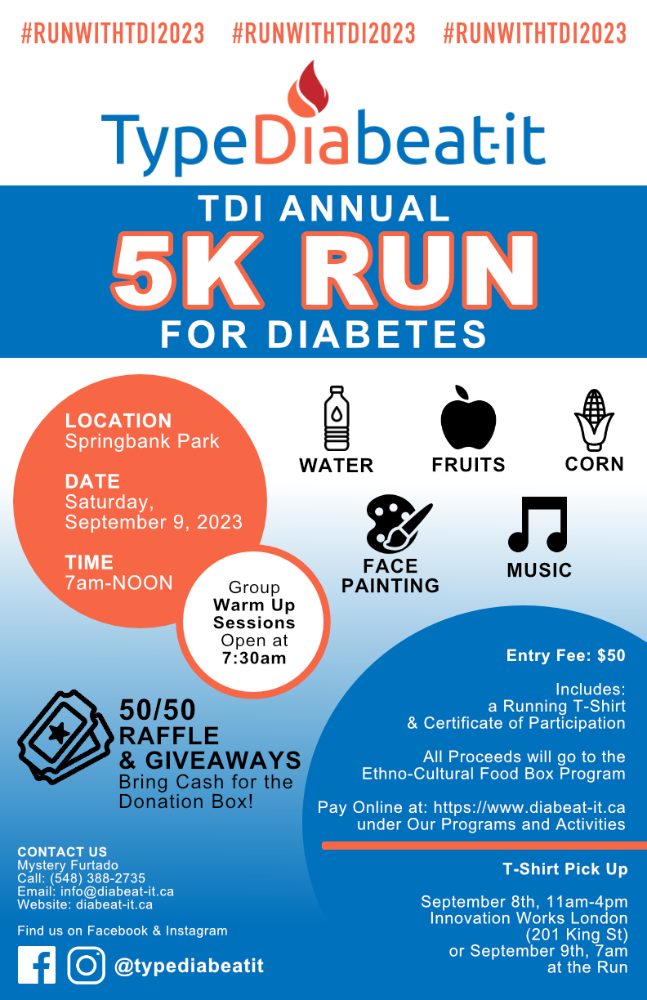 #RUNWITHTDI2023 #RUNWITHTDI2023 #RUNWITHTDI2023
TypeDiabeat-it
TDI ANNUAL
5K RUN
FOR DIABETES
LOCATION
Springbank Park
DATE
Saturday,
September 9, 2023
TIME
7am-NOON
Group
Warm Up
Sessions
Open at
7:30am
WATER
FRUITS
CORN
FACE
PAINTING
MUSIC
50/50
RAFFLE
& GIVEAWAYS
Bring Cash for the
Donation Box!
Entry Fee: $50
Includes:
a Running T-Shirt
& Certificate of Participation
All Proceeds will go to the
Ethno-Cultural Food Box Program
Pay Online at: https://www.diabeat-it.ca
under Our Programs and Activities
T-Shirt Pick Up
September 8th, 11am-4pm
Innovation Works London
(201 King St)
or September 9th, 7am
at the Run
CONTACT US
Mystery Furtado
Call: (548) 388-2735
Email: info@diabeat-it.ca
Website: diabeat-it.ca
Find us on Facebook & Instagram
@typediabeatit